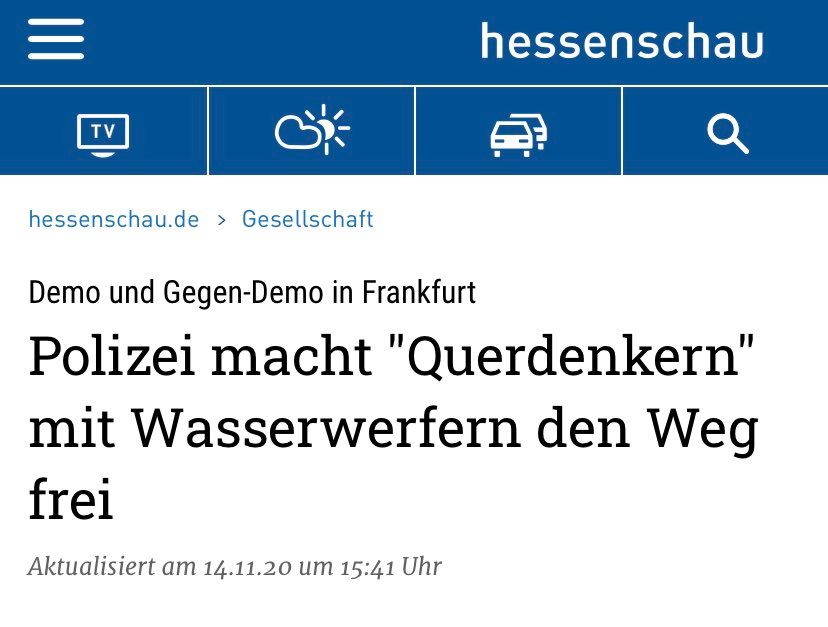 hessenschau
TV
hessenschau.de > Gesellschaft
Demo und Gegen-Demo in Frankfurt
Polizei macht "Querdenkern"
mit Wasserwerfern den Weg
frei
Aktualisiert am 14.11.20 um 15:41 Uhr